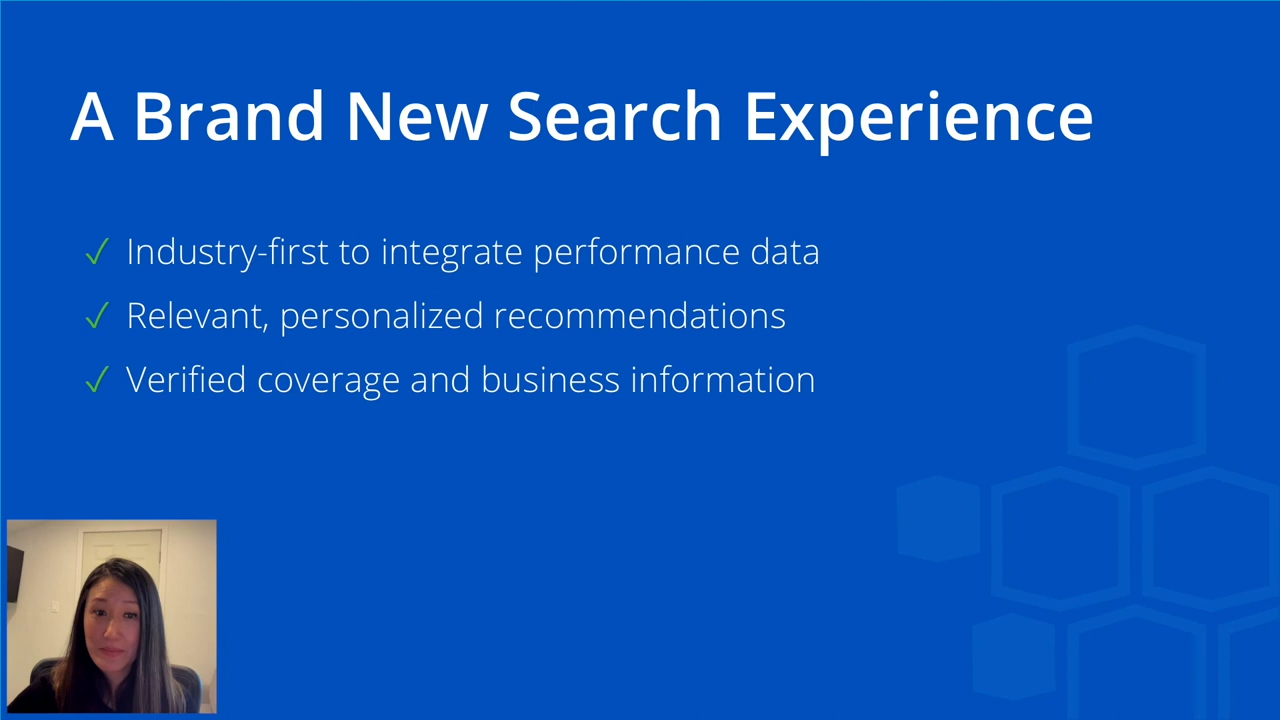 A Brand New Search Experience
✓ Industry-first to integrate performance data
✓ Relevant, personalized recommendations
✓ Verified coverage and business information